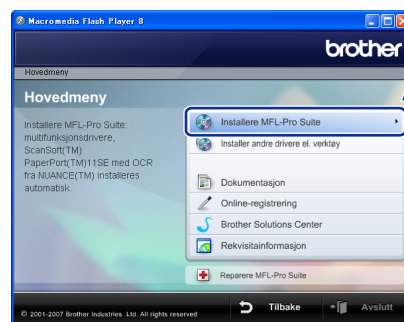 Macromedia Flash Player 8
brother
Hovedmeny
Hovedmeny
Installere MFL-Pro Suite:
multifunksjonsdrivere,
ScanSoft(TM)
PaperPort(TM)11SE med OCR
fra NUANCE(TM) installeres
automatisk.
Installere MFL-Pro Suite
Installer andre drivere el. verktøy
Dokumentasjon
Online-registrering
Brother Solutions Center
Rekvisitainformasjon
Reparere MFL-Pro Suite
© 2001-2007 Brother Industries Ltd. All rights reserved
Tilbake
Avslutt